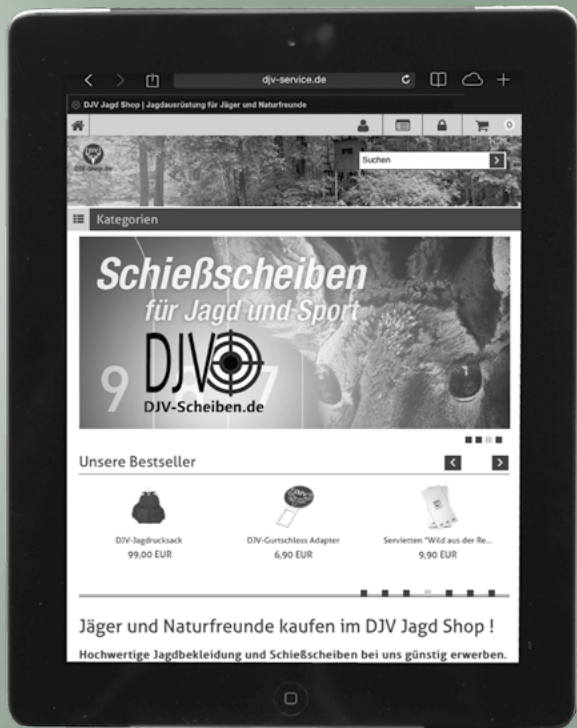 djv-service.de
DJV Jagd Shop | Jagdausrüstung für Jäger und Naturfreunde
0
DJV-Shop.de
Suchen
Kategorien
Schießscheiben
für Jagd und Sport
9 8 7
DJV
DJV-Scheiben.de
Unsere Bestseller
DJV-Jagdrucksack
DJV-Gurtschloss Adapter
Servietten "Wild aus der Re...
99,00 EUR
6,90 EUR
9,90 EUR
Jäger und Naturfreunde kaufen im DJV Jagd Shop !
Hochwertige Jagdbekleidung und Schießscheiben bei uns günstig erwerben.